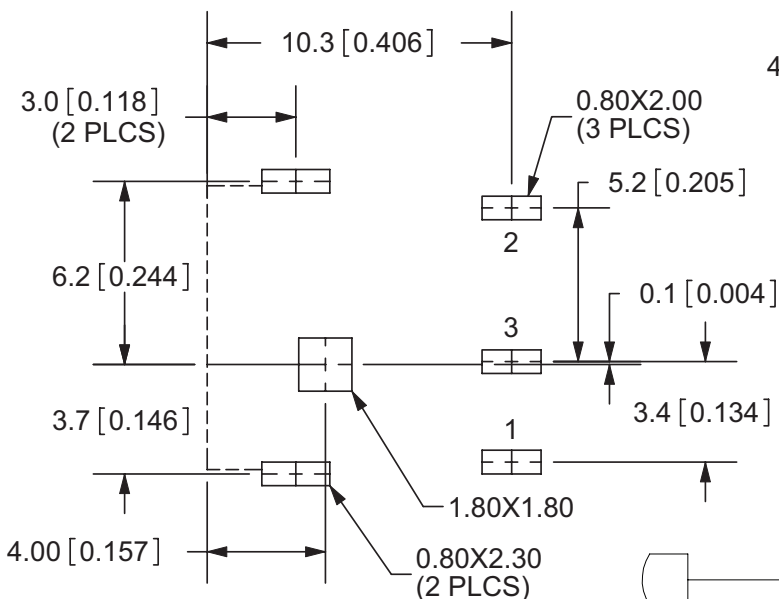 10.3 [0.406]
4
3.0 [0.118]
(2 PLCS)
0.80X2.00
(3 PLCS)
5.2 [0.205]
2
6.2 [0.244]
0.1 [0.004]
3
3.7 [0.146]
3.4 [0.134]
1
1.80X1.80
4.00 [0.157]
0.80X2.30
(2 PLCS)